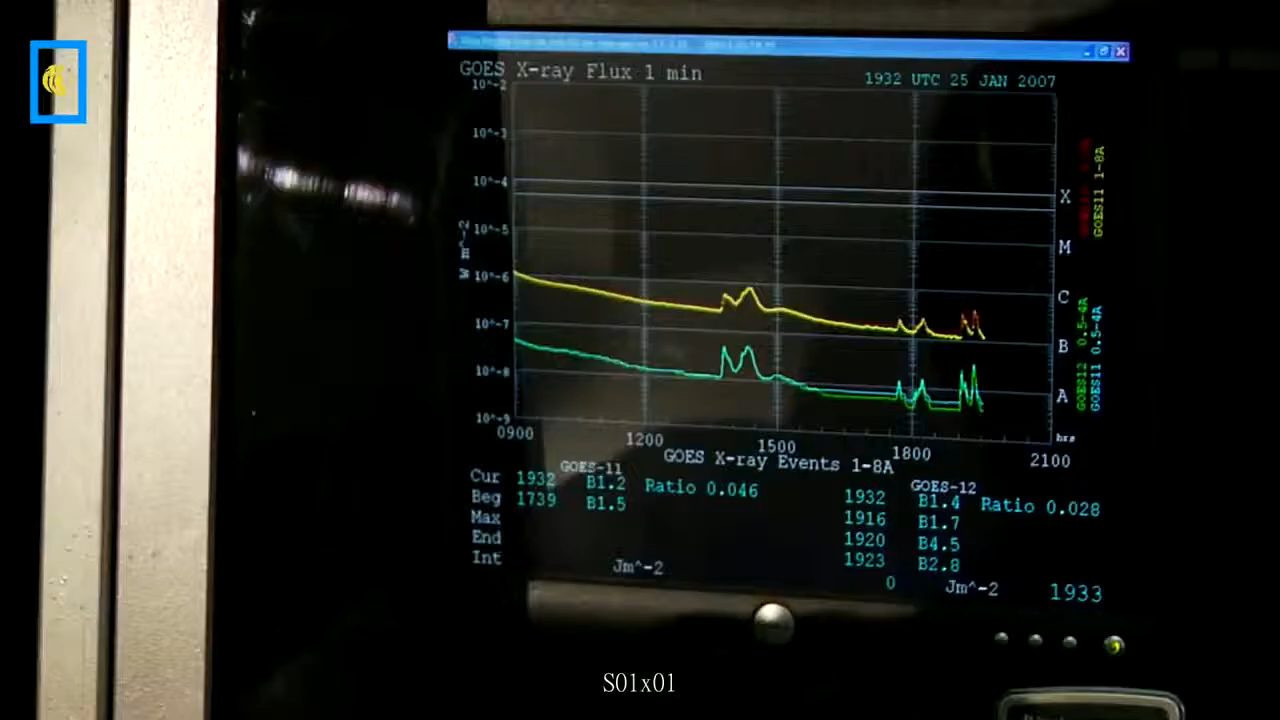 GOES X-ray Flux 1 min
1932 UTC 25 JAN 2007
10^-2
10^-3
10^-4
10^-5
10^-6
10^-7
10^-8
10^-9
W m^-2
X
M
C
B
A
GOES11 1-8A
GOES12 0.5-4A
GOES11 0.5-4A
0900 1200 1500 1800 2100
hrs
GOES X-ray Events 1-8A
GOES-11 GOES-12
Cur 1932 B1.2 Ratio 0.046 1932 B1.4 Ratio 0.028
Beg 1739 B1.5 1916 B1.7
Max 1920 B4.5
End 1923 B2.8
Int Jm^-2 0 Jm^-2 1933
S01x01